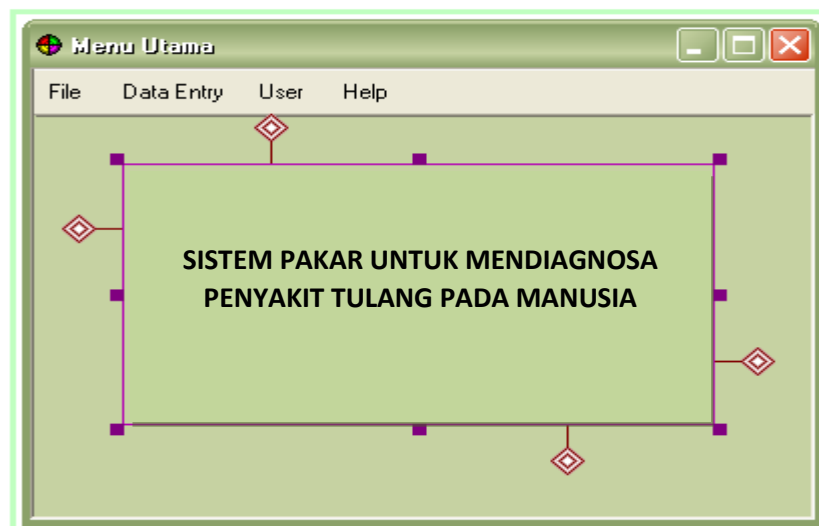 Menu Utama
File Data Entry User Help
SISTEM PAKAR UNTUK MENDIAGNOSA
PENYAKIT TULANG PADA MANUSIA